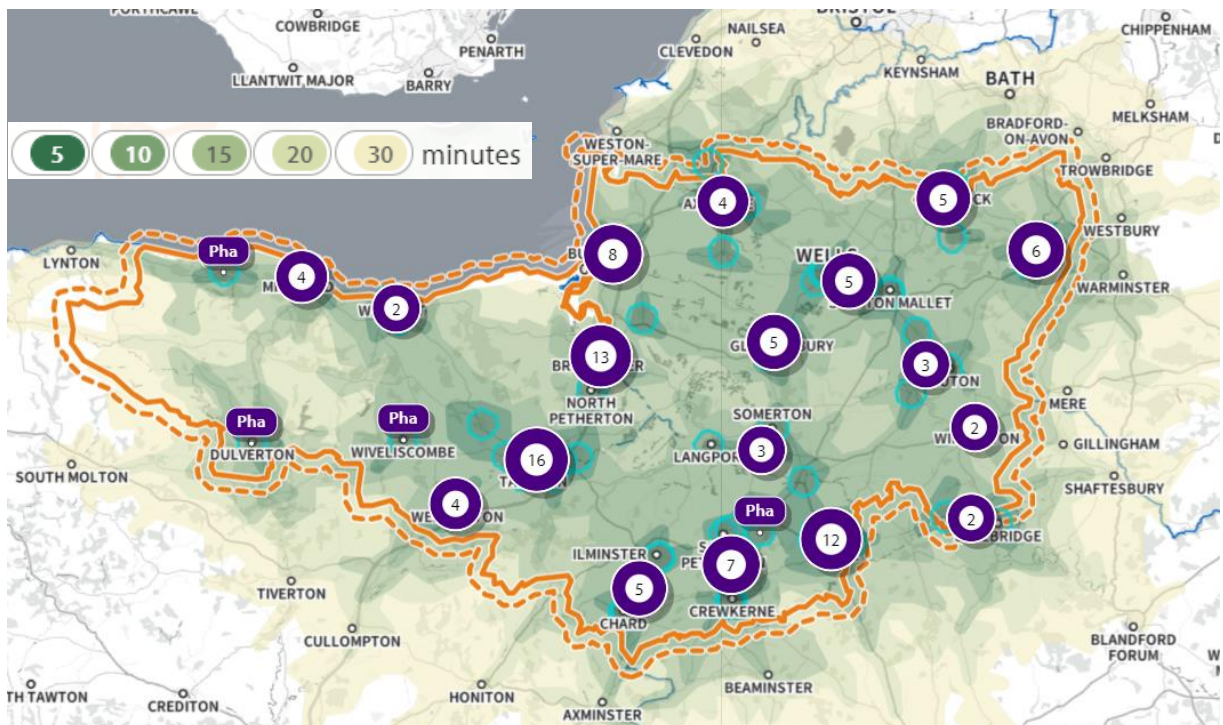 PORTHCAWL
COWBRIDGE
PENARTH
LLANTWIT MAJOR
BARRY
CLEVEDON
NAILSEA
BRISTOL
CHIPPENHAM
KEYNSHAM
BATH
MELKSHAM
5 10 15 20 30 minutes
WESTON-
SUPER-MARE
BRADFORD-
ON-AVON
TROWBRIDGE
4
5
WESTBURY
LYNTON
Pha
4
2
8
WELLS
5
6
WARMINSTER
13
5
3
MERE
NORTH
PETHERTON
SOMERTON
Pha
DULVERTON
Pha
WIVELISCOMBE
16
LANGPOR
3
2
GILLINGHAM
SOUTH MOLTON
SHAFTESBURY
4
Pha
12
2
ILMINSTER
7
5
CHARD
CREWKERNE
TIVERTON
CULLOMPTON
BLANDFORD
FORUM
TH TAWTON
CREDITON
HONITON
BEAMINSTER
AXMINSTER